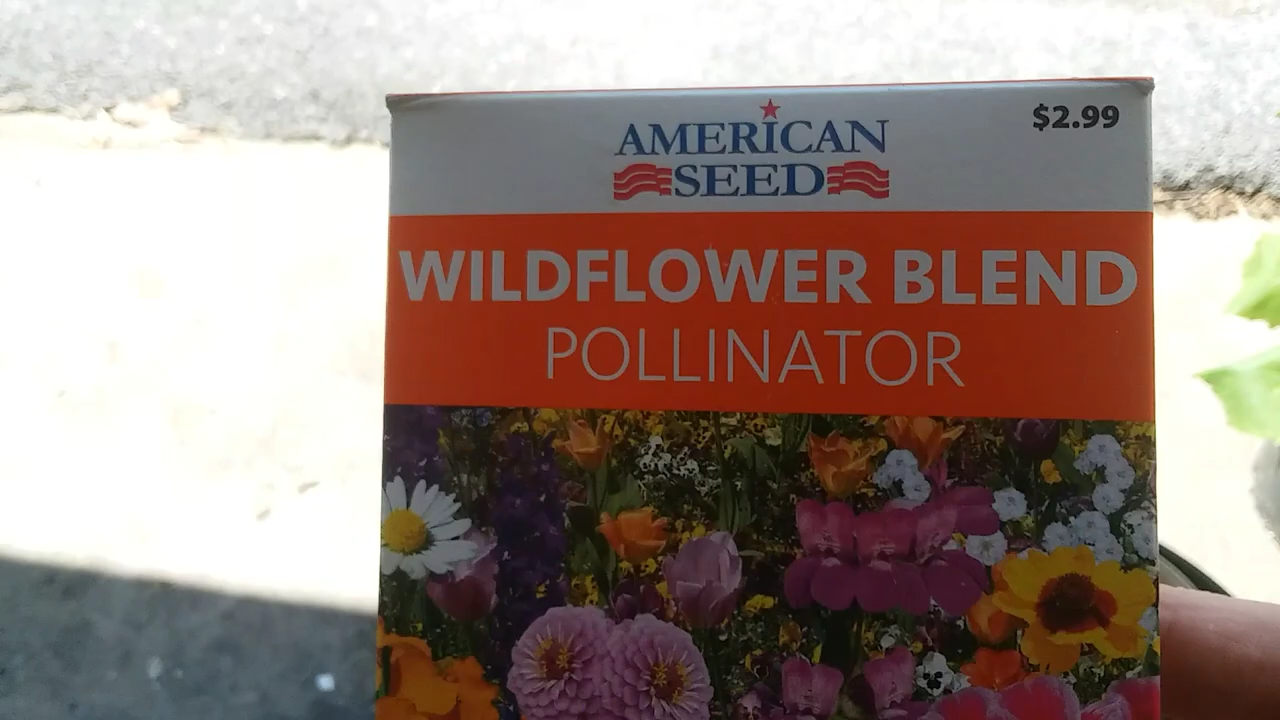 AMERICAN
SEED
$2.99
WILDFLOWER BLEND
POLLINATOR